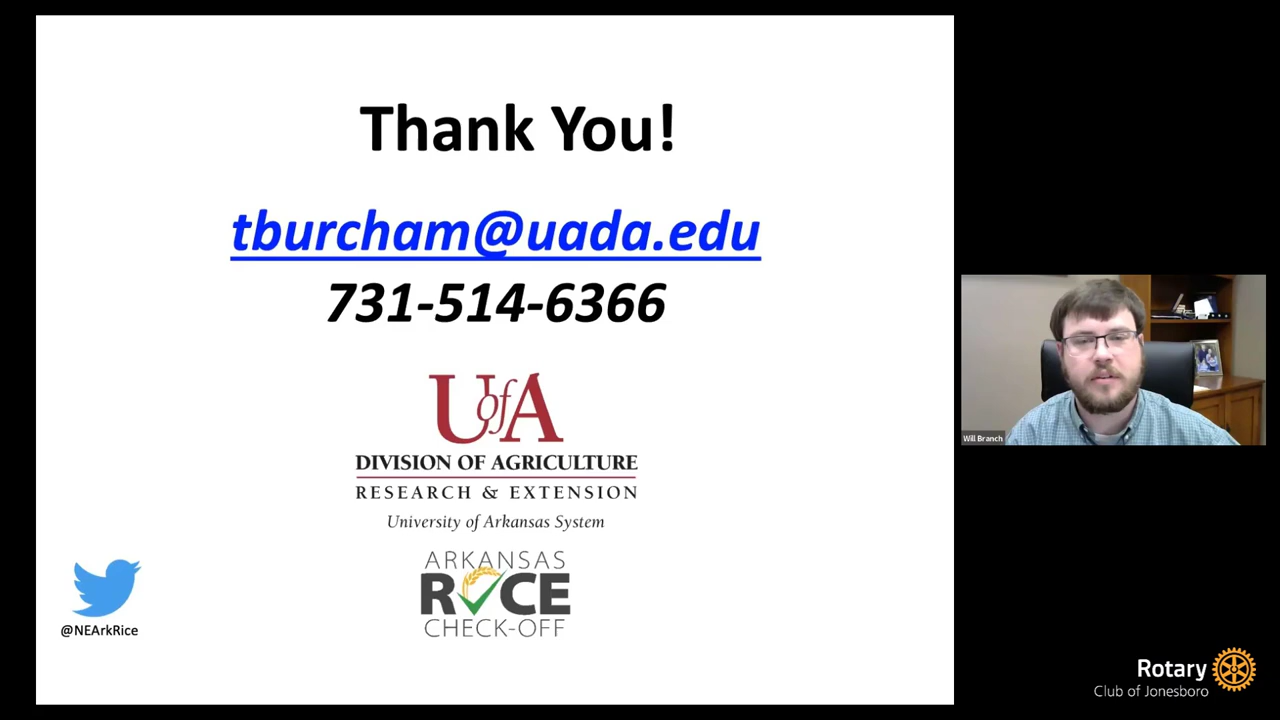 Thank You!
tburcham@uada.edu
731-514-6366
UofA
DIVISION OF AGRICULTURE
RESEARCH & EXTENSION
University of Arkansas System
ARKANSAS
RICE
CHECK-OFF
@NEArkRice
Will Branch
Rotary
Club of Jonesboro